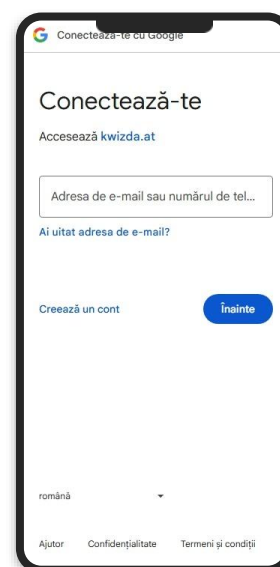 Conectează-te cu Google
Conectează-te
Accesează kwizda.at
Adresa de e-mail sau numărul de tel...
Ai uitat adresa de e-mail?
Creează un cont
Înainte
română
Ajutor Confidențialitate Termeni și condiții